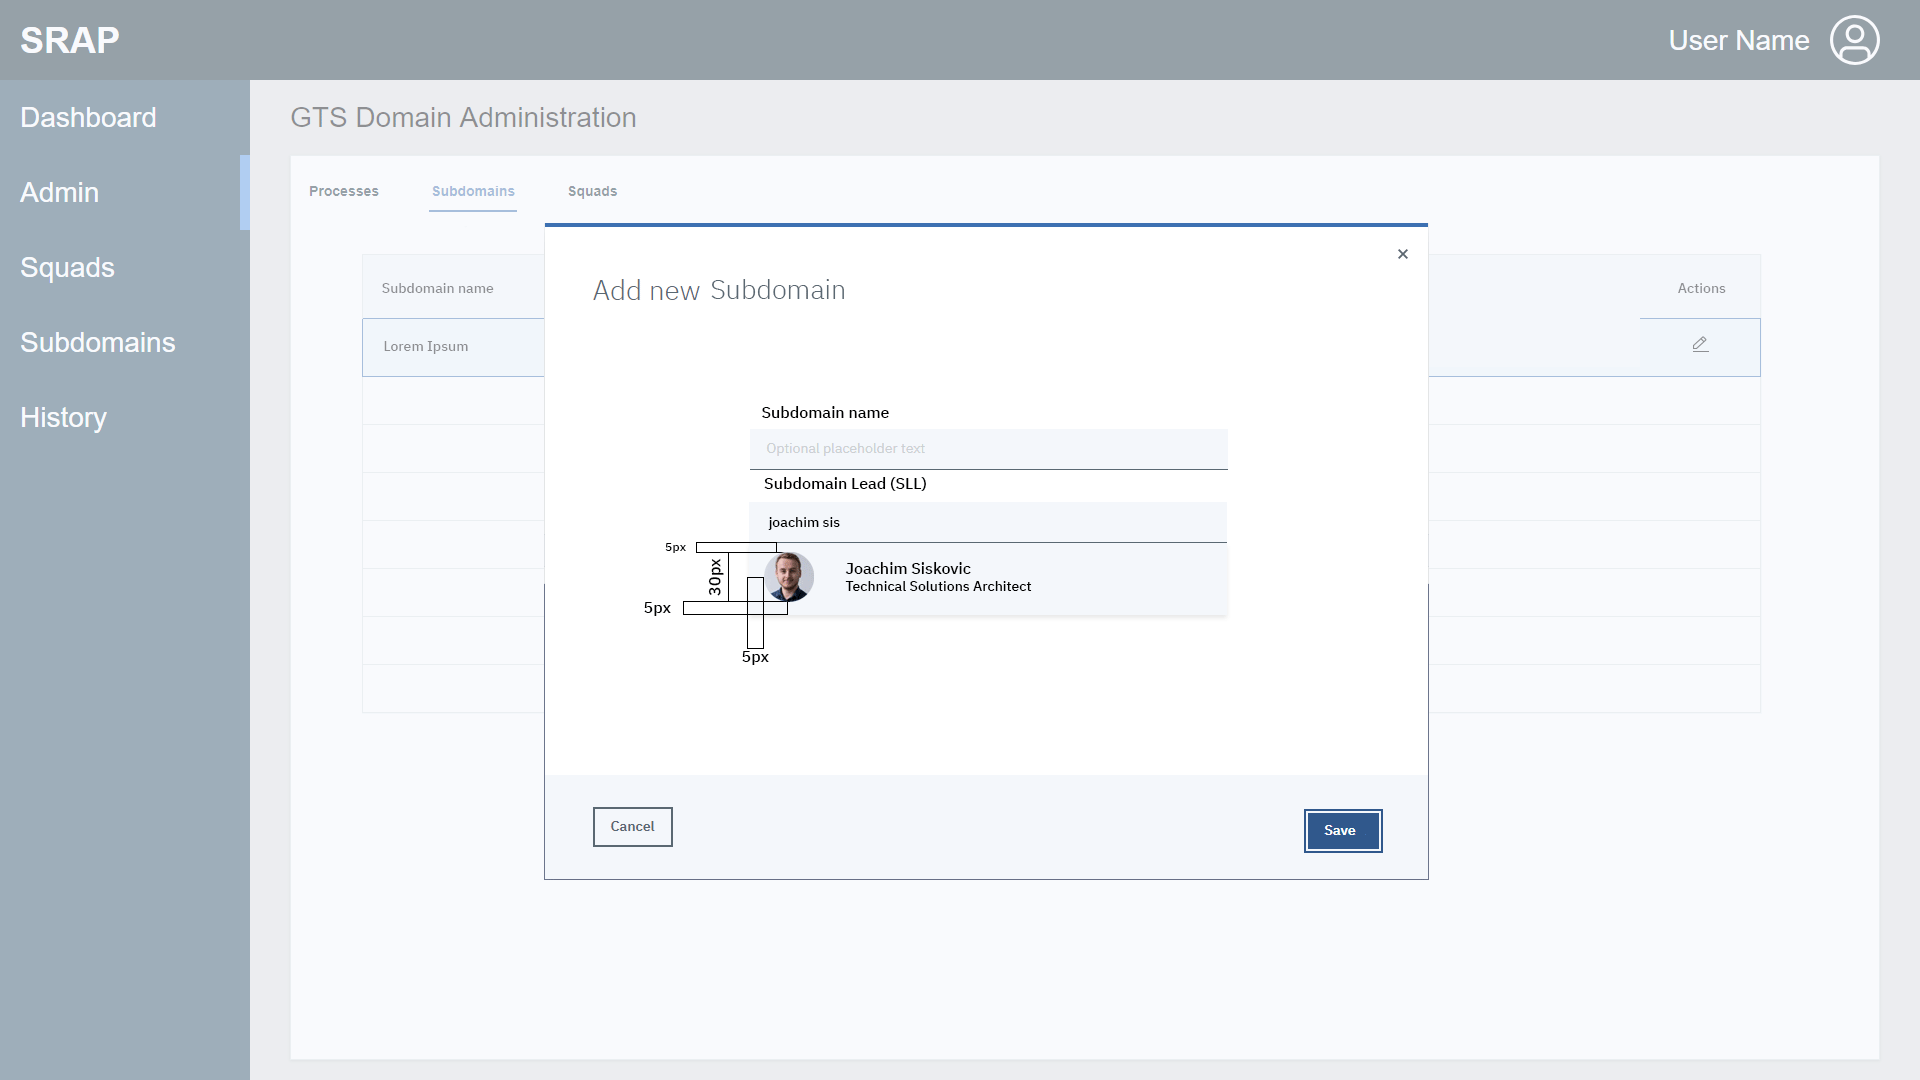 SRAP
User Name
Dashboard
Admin
Squads
Subdomains
History
GTS Domain Administration
Processes
Subdomains
Squads
Subdomain name
Actions
Lorem Ipsum
Add new Subdomain
Subdomain name
Optional placeholder text
Subdomain Lead (SLL)
joachim sis
5px
30px
Joachim Siskovic
Technical Solutions Architect
5px
5px
Cancel
Save